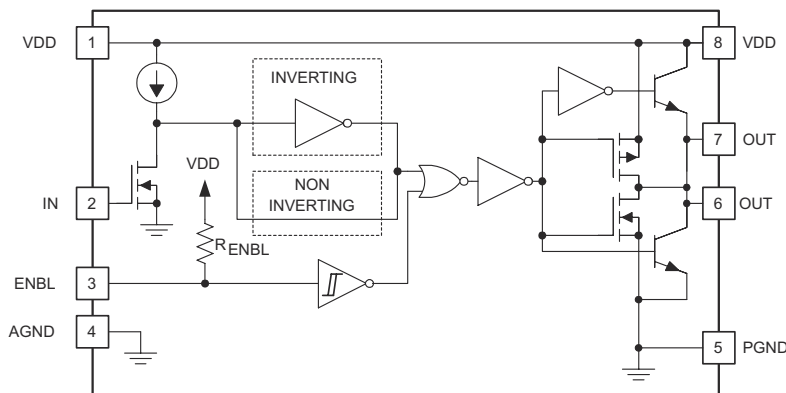 VDD 1
8 VDD
INVERTING
7 OUT
VDD
NON
INVERTING
IN 2
6 OUT
RENBL
ENBL 3
AGND 4
5 PGND